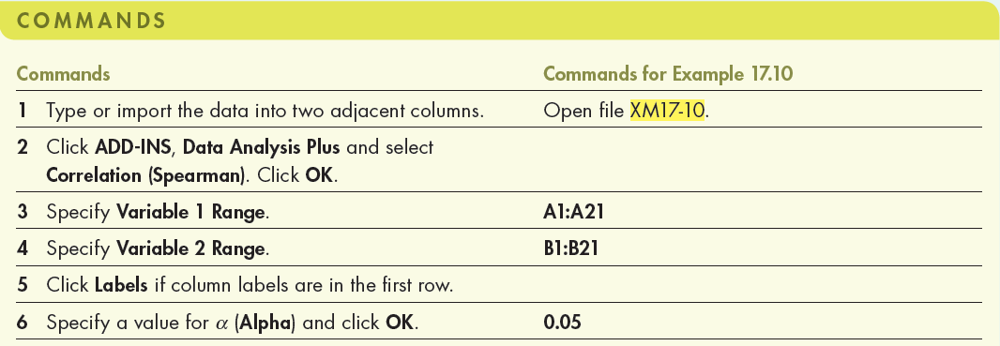 COMMANDS
Commands Commands for Example 17.10
1 Type or import the data into two adjacent columns. Open file XM17-10.
2 Click ADD-INS, Data Analysis Plus and select
Correlation (Spearman). Click OK.
3 Specify Variable 1 Range. A1:A21
4 Specify Variable 2 Range. B1:B21
5 Click Labels if column labels are in the first row.
6 Specify a value for α (Alpha) and click OK. 0.05